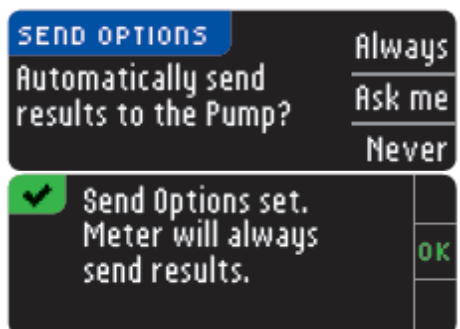 SEND OPTIONS
Automatically send
results to the Pump?
Always
Ask me
Never
Send Options set.
Meter will always
send results.
OK